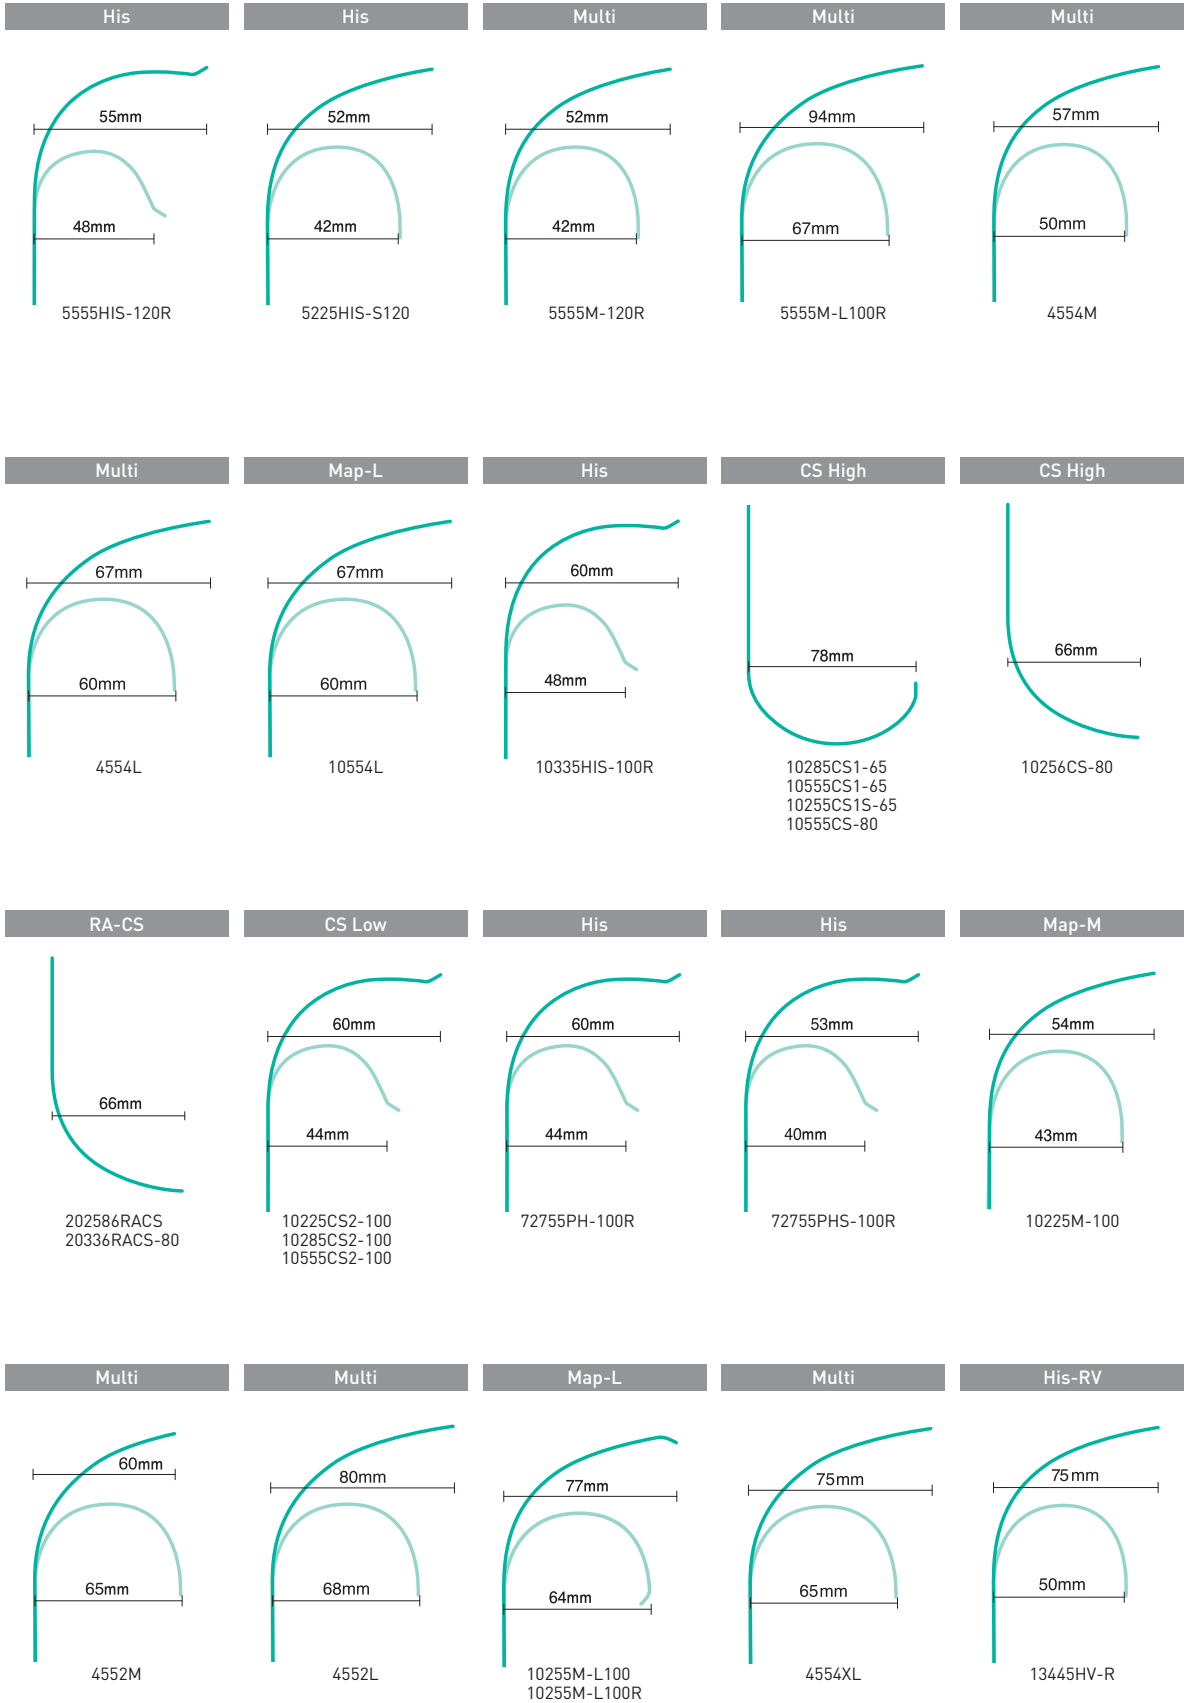 His
His
Multi
Multi
Multi
55mm
48mm
5555HIS-120R
52mm
42mm
5225HIS-S120
52mm
42mm
5555M-120R
94mm
67mm
5555M-L100R
57mm
50mm
4554M
Multi
Map-L
His
CS High
CS High
67mm
60mm
4554L
67mm
60mm
10554L
60mm
48mm
10335HIS-100R
78mm
10285CS1-65
10555CS1-65
10255CS1S-65
10555CS-80
66mm
10256CS-80
RA-CS
CS Low
His
His
Map-M
66mm
202586RACS
20336RACS-80
60mm
44mm
10225CS2-100
10285CS2-100
10555CS2-100
60mm
44mm
72755PH-100R
53mm
40mm
72755PHS-100R
54mm
43mm
10225M-100
Multi
Multi
Map-L
Multi
His-RV
60mm
65mm
4552M
80mm
68mm
4552L
77mm
64mm
10255M-L100
10255M-L100R
75mm
65mm
4554XL
75mm
50mm
13445HV-R